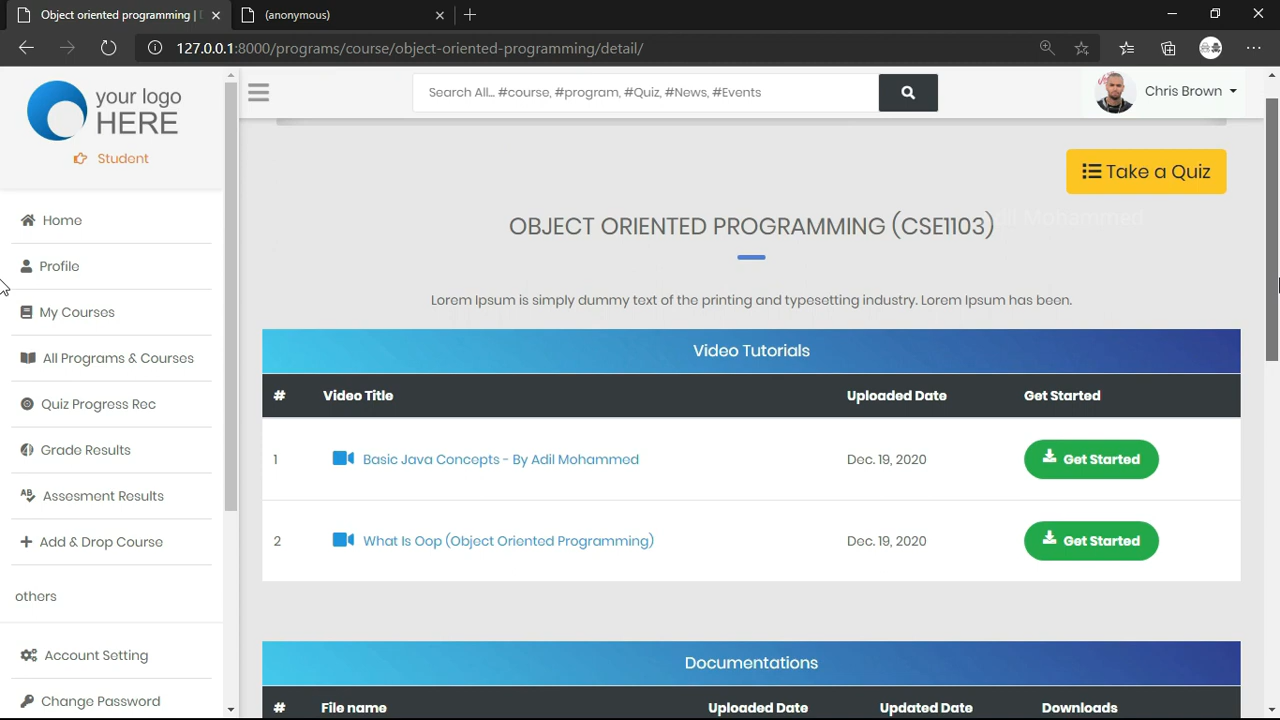 Object oriented programming |
(anonymous)
127.0.0.1:8000/programs/course/object-oriented-programming/detail/
your logo
HERE
Student
Search All... #course, #program, #Quiz, #News, #Events
Chris Brown
Home
Profile
My Courses
All Programs & Courses
Quiz Progress Rec
Grade Results
Assesment Results
Add & Drop Course
others
Account Setting
Change Password
Take a Quiz
OBJECT ORIENTED PROGRAMMING (CSE1103)
Mohammed
Lorem Ipsum is simply dummy text of the printing and typesetting industry. Lorem Ipsum has been.
Video Tutorials
# Video Title Uploaded Date Get Started
1 Basic Java Concepts - By Adil Mohammed Dec. 19, 2020 Get Started
2 What Is Oop (Object Oriented Programming) Dec. 19, 2020 Get Started
Documentations
# File name Uploaded Date Updated Date Downloads